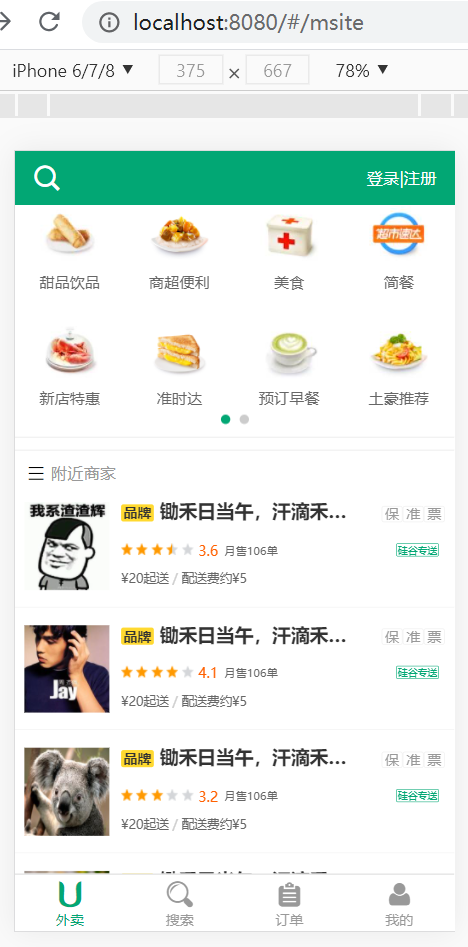 localhost:8080/#/msite
iPhone 6/7/8 ▼ 375 × 667 78% ▼
登录|注册
超市速达
甜品饮品 商超便利 美食 简餐
新店特惠 准时达 预订早餐 土豪推荐
附近商家
我系渣渣辉
品牌 锄禾日当午，汗滴禾... 保 准 票
3.6 月售106单 硅谷专送
¥20起送 / 配送费约¥5
品牌 锄禾日当午，汗滴禾... 保 准 票
Jay
4.1 月售106单 硅谷专送
¥20起送 / 配送费约¥5
品牌 锄禾日当午，汗滴禾... 保 准 票
3.2 月售106单 硅谷专送
¥20起送 / 配送费约¥5
外卖 搜索 订单 我的